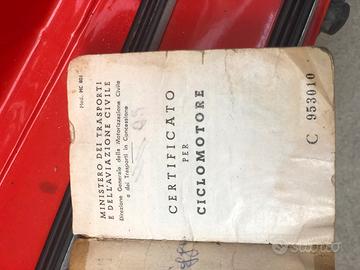 Mod. MC 801
MINISTERO DEI TRASPORTI
E DELL'AVIAZIONE CIVILE
Direzione Generale della Motorizzazione Civile
e dei Trasporti in Concessione
CERTIFICATO
PER
CICLOMOTORE
C 953010
subito